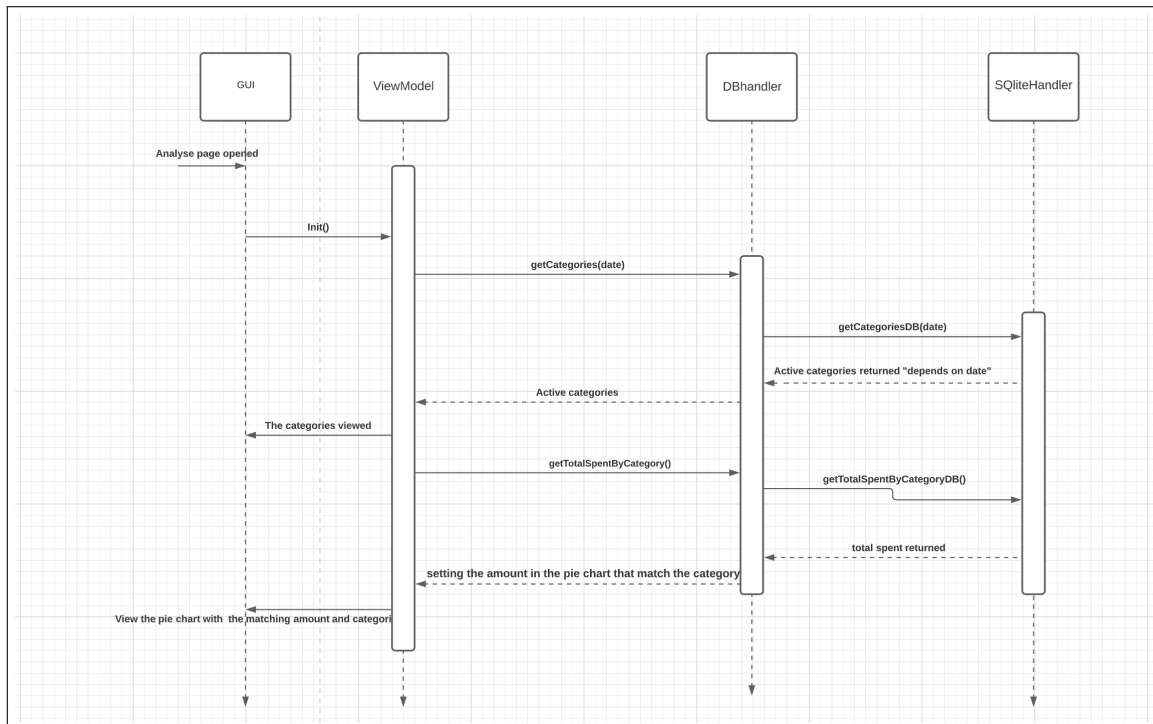 GUI
ViewModel
DBhandler
SQliteHandler
Analyse page opened
Init()
getCategories(date)
getCategoriesDB(date)
Active categories returned "depends on date"
Active categories
The categories viewed
getTotalSpentByCategory()
getTotalSpentByCategoryDB()
total spent returned
setting the amount in the pie chart that match the category
View the pie chart with the matching amount and categori